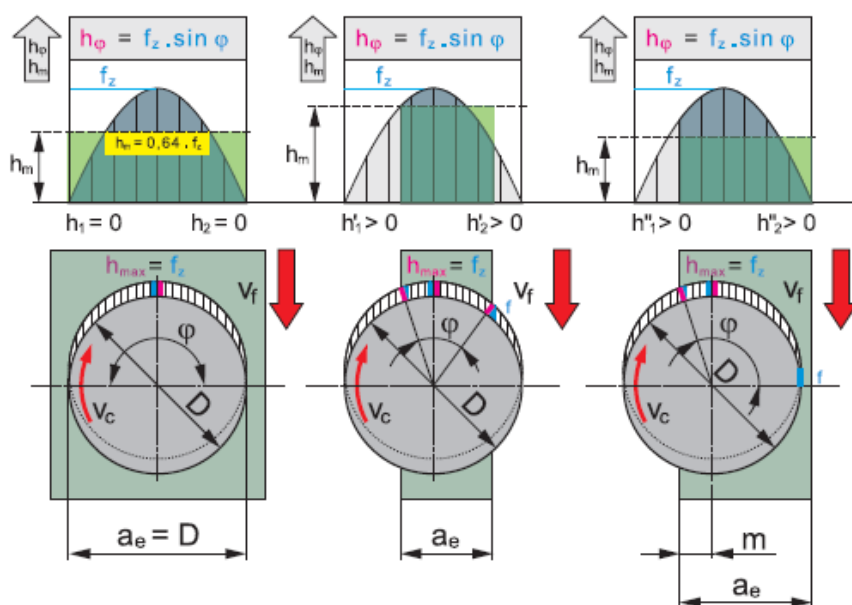 hφ = fz . sin φ
hφ
hm
fz
hm = 0,64 . fz
hm
h1 = 0
h2 = 0
hmax = fz
vf
φ
D
vc
ae = D
hφ = fz . sin φ
hφ
hm
fz
hm
h'1 > 0
h'2 > 0
hmax = fz
vf
f
φ
D
vc
ae
hφ = fz . sin φ
hφ
hm
fz
hm
h"1 > 0
h"2 > 0
hmax = fz
vf
φ
D
f
vc
m
ae